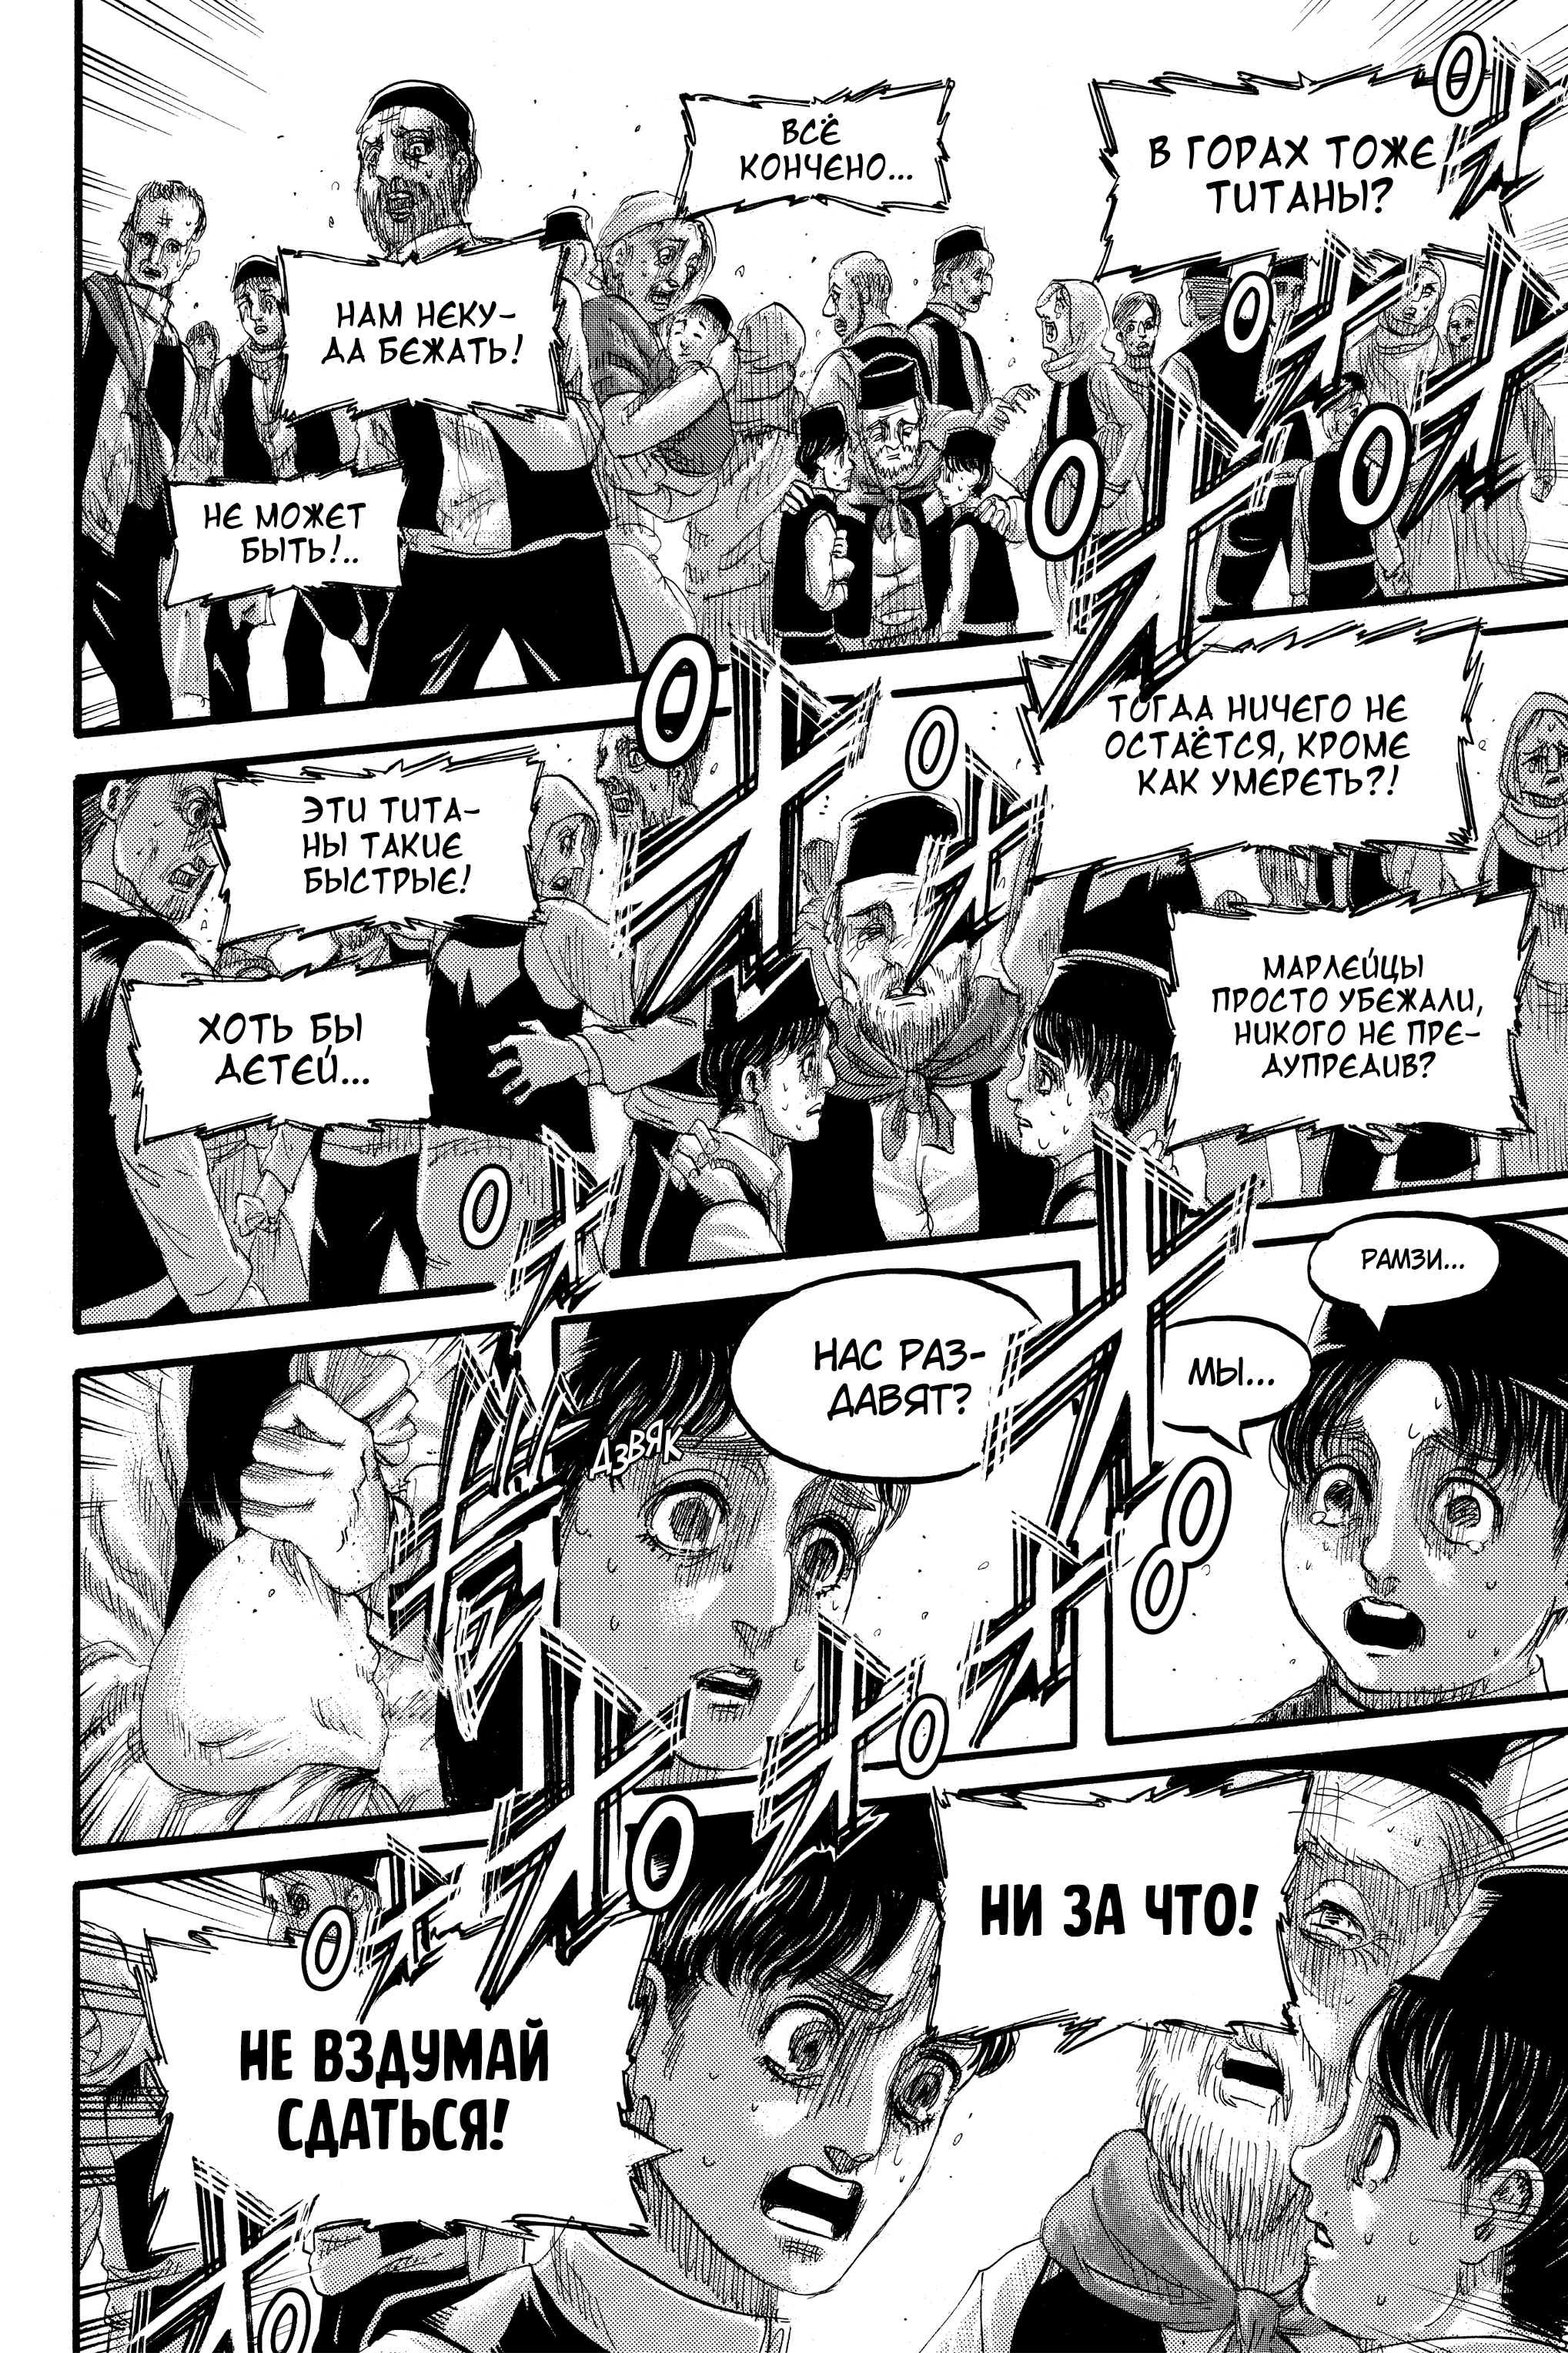 В ГОРАХ ТОЖЕ
ТИТАНЫ?
ВСЁ
КОНЧЕНО...
НАМ НЕКУ-
ДА БЕЖАТЬ!
НЕ МОЖЕТ
БЫТЬ!..
ТОГДА НИЧЕГО НЕ
ОСТАЁТСЯ, КРОМЕ
КАК УМЕРЕТЬ?!
МАРЛЕЙЦЫ
ПРОСТО УБЕЖАЛИ,
НИКОГО НЕ ПРЕ-
ДУПРЕДИВ?
ЭТИ ТИТА-
НЫ ТАКИЕ
БЫСТРЫЕ!
ХОТЬ БЫ
ДЕТЕЙ...
РАМЗИ...
МЫ...
НАС РАЗ-
ДАВЯТ?
ДЗВЯК
НИ ЗА ЧТО!
НЕ ВЗДУМАЙ
СДАТЬСЯ!